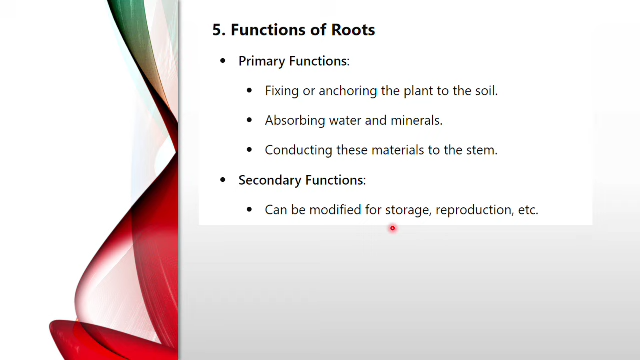 5. Functions of Roots
• Primary Functions:
• Fixing or anchoring the plant to the soil.
• Absorbing water and minerals.
• Conducting these materials to the stem.
• Secondary Functions:
• Can be modified for storage, reproduction, etc.